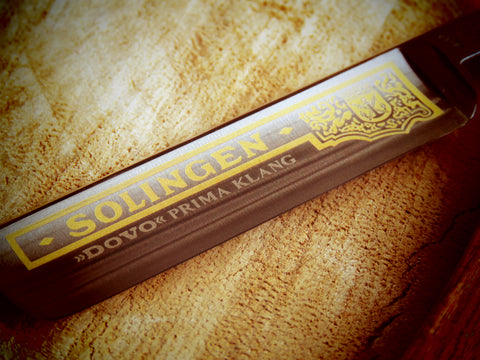 SOLINGEN
»DOVO« PRIMA KLANG